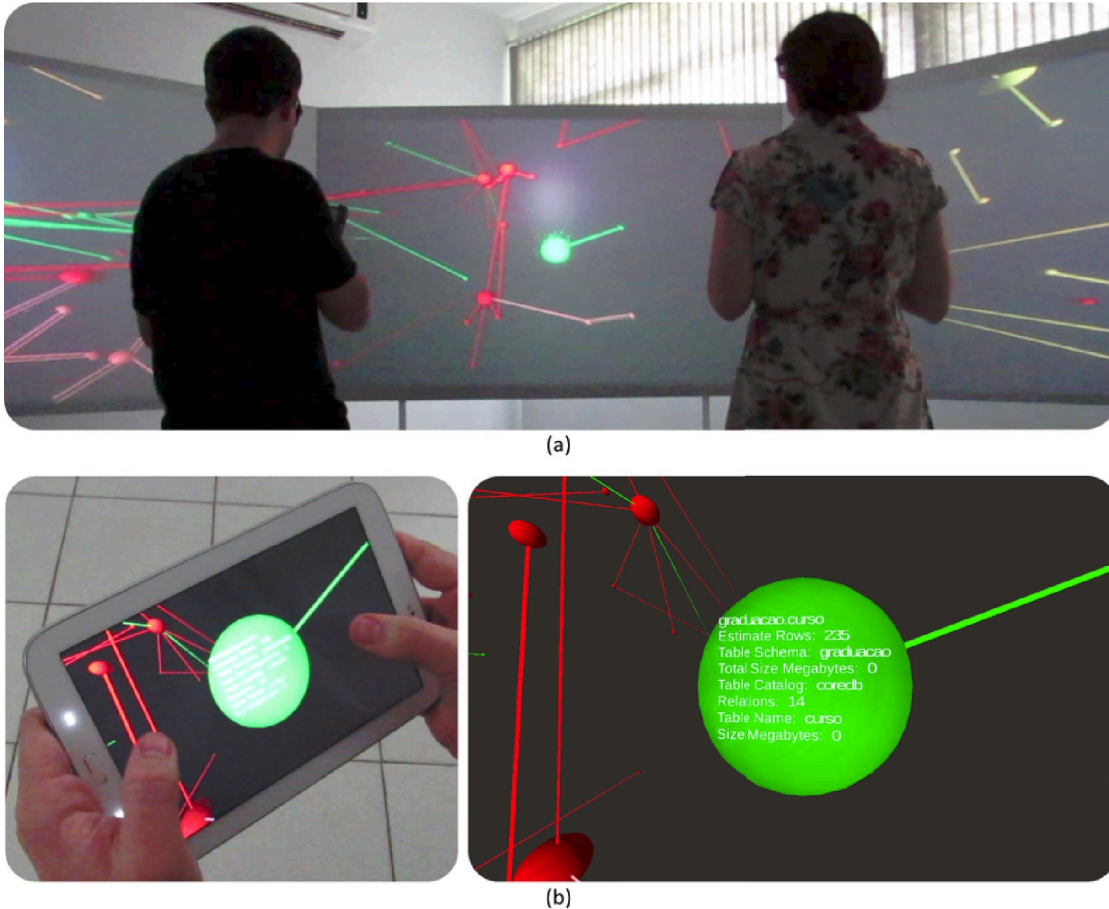 (a)
graduacao.curso
Estimate Rows: 235
Table Schema: graduacao
Total Size Megabytes: 0
Table Catalog: coredb
Relations: 14
Table Name: curso
Size Megabytes: 0
(b)